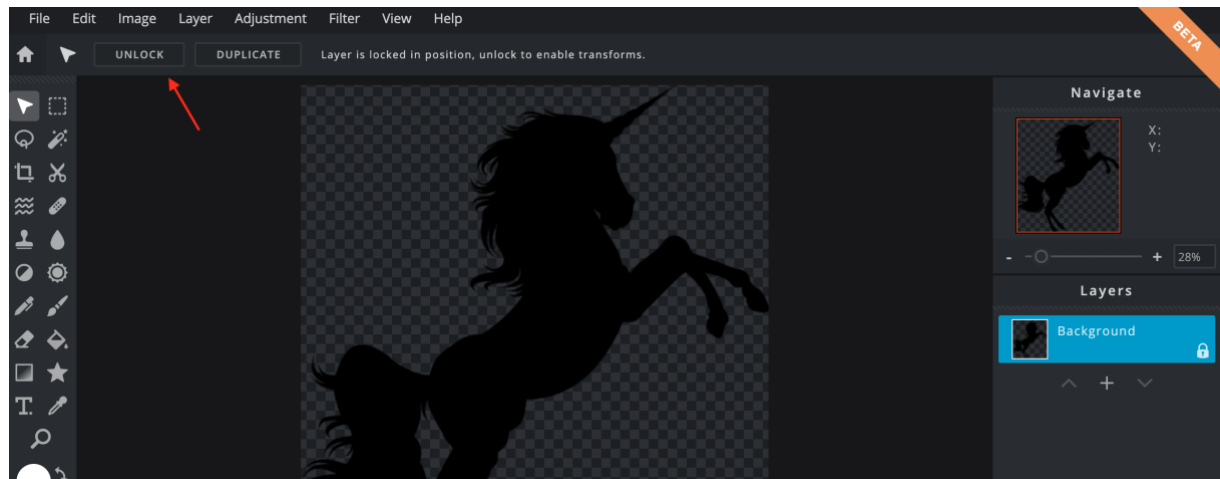 File Edit Image Layer Adjustment Filter View Help
BETA
UNLOCK DUPLICATE Layer is locked in position, unlock to enable transforms.
Navigate
X:
Y:
- + 28%
Layers
Background
+
T.